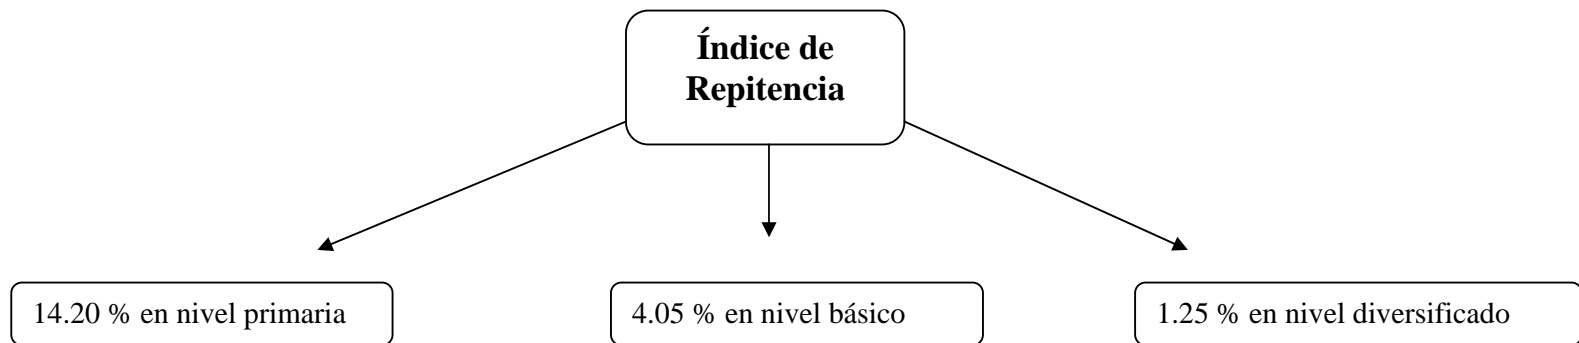 Índice de
Repitencia
14.20 % en nivel primaria
4.05 % en nivel básico
1.25 % en nivel diversificado